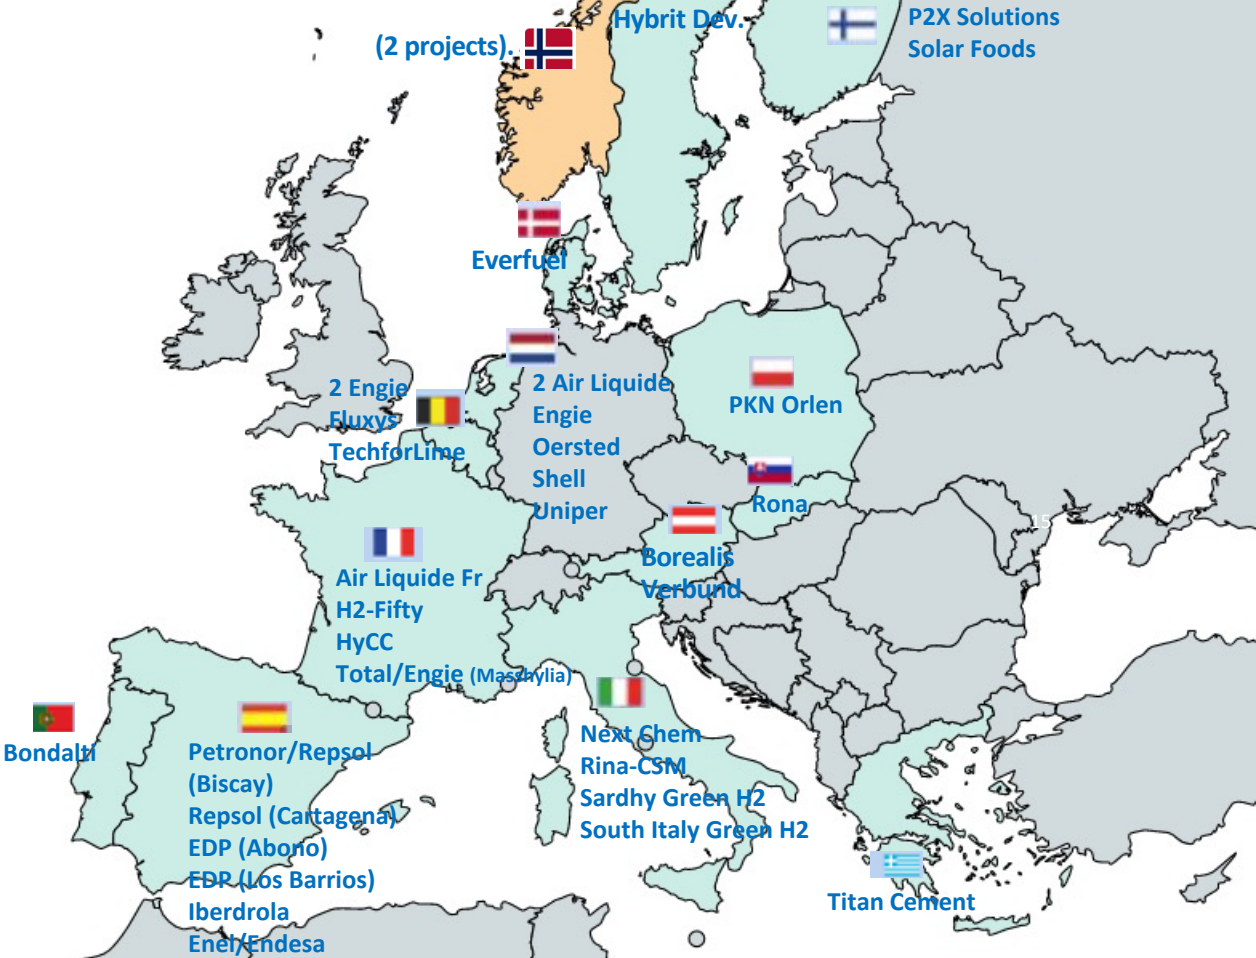 Hybrit Dev.
P2X Solutions
Solar Foods
(2 projects).
Everfuel
2 Engie
Fluxys
TechforLime
2 Air Liquide
Engie
Oersted
Shell
Uniper
PKN Orlen
Rona
15
Borealis
Verbund
Air Liquide Fr
H2-Fifty
HyCC
Total/Engie (Masshylia)
Bondalti
Petronor/Repsol
(Biscay)
Repsol (Cartagena)
EDP (Abono)
EDP (Los Barrios)
Iberdrola
Enel/Endesa
Next Chem
Rina-CSM
Sardhy Green H2
South Italy Green H2
Titan Cement